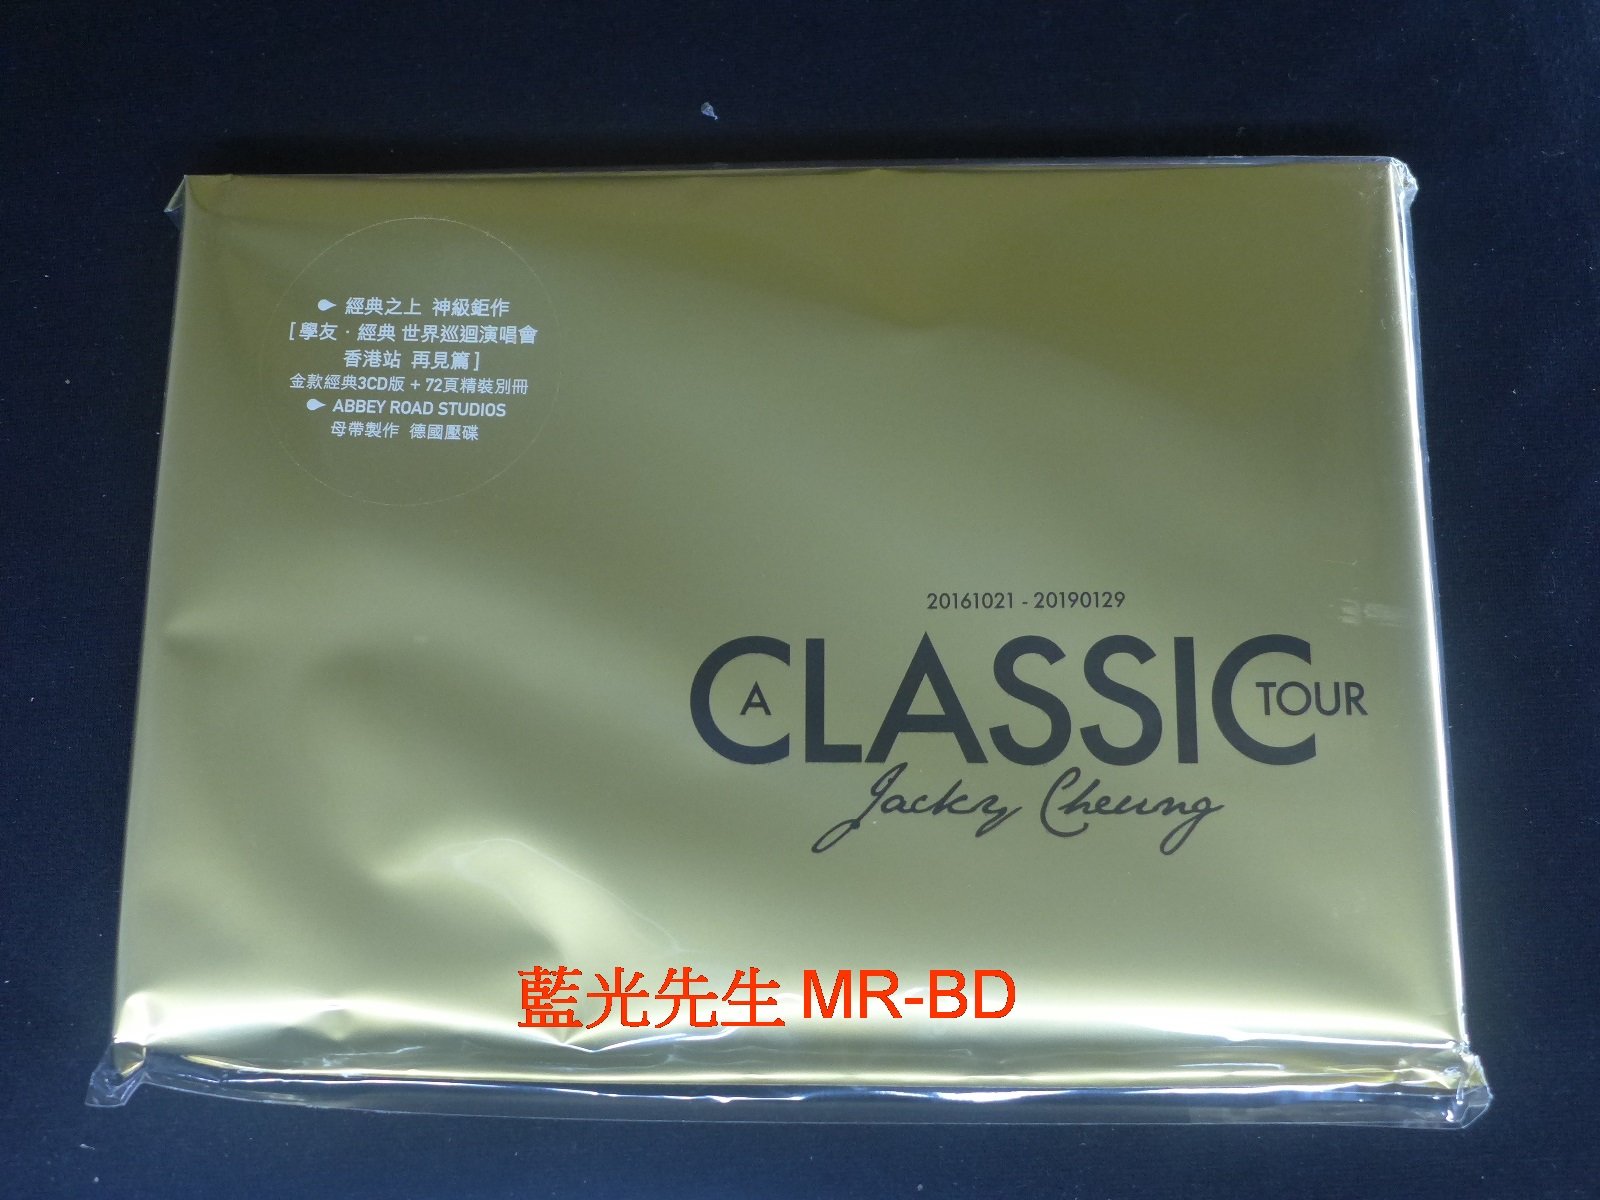 經典之上 神級鉅作
[ 學友．經典 世界巡迴演唱會
香港站 再見篇 ]
金款經典3CD版 + 72頁精裝別冊
ABBEY ROAD STUDIOS
母帶製作 德國壓碟
20161021 - 20190129
A CLASSIC TOUR
Jacky Cheung
藍光先生 MR-BD